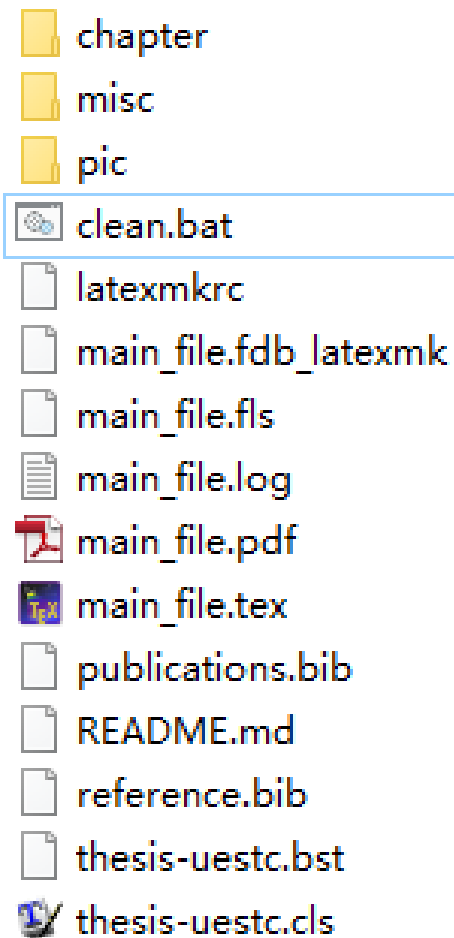 chapter
misc
pic
clean.bat
latexmkrc
main_file.fdb_latexmk
main_file.fls
main_file.log
main_file.pdf
main_file.tex
publications.bib
README.md
reference.bib
thesis-uestc.bst
thesis-uestc.cls